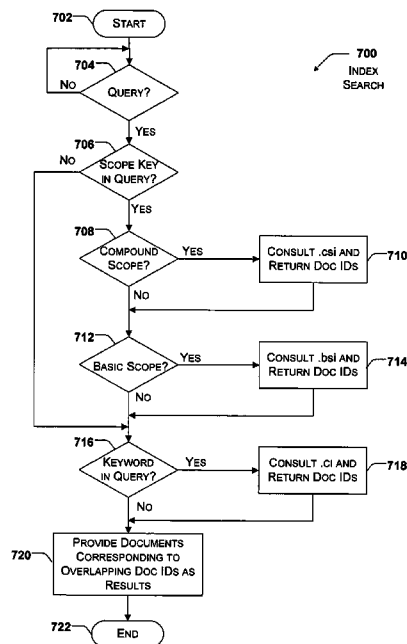 702
START
700
INDEX
SEARCH
704
QUERY?
NO
YES
706
NO
SCOPE KEY
IN QUERY?
YES
708
COMPOUND
SCOPE?
YES
CONSULT .CSI AND
RETURN DOC IDS
710
NO
712
BASIC SCOPE?
YES
CONSULT .BSI AND
RETURN DOC IDS
714
NO
716
KEYWORD
IN QUERY?
YES
CONSULT .CI AND
RETURN DOC IDS
718
NO
720
PROVIDE DOCUMENTS
CORRESPONDING TO
OVERLAPPING DOC IDS AS
RESULTS
722
END